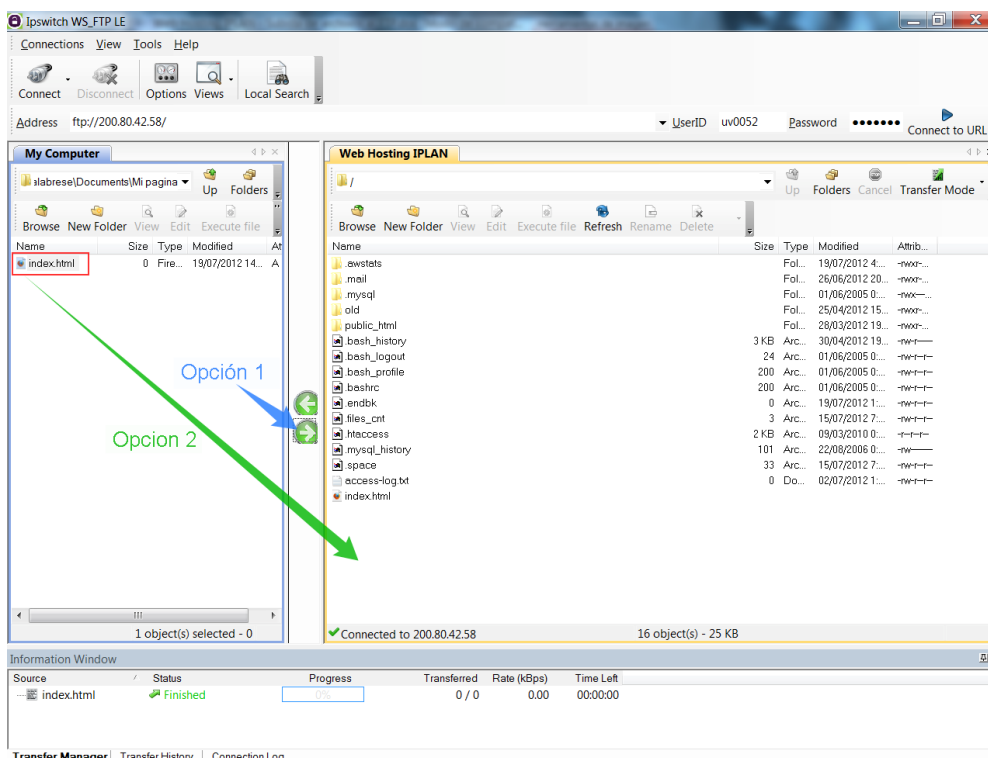 Ipswitch WS_FTP LE
Connections View Tools Help
Connect Disconnect Options Views Local Search
Address ftp://200.80.42.58/ UserID uv0052 Password ••••••• Connect to URL
My Computer
Web Hosting IPLAN
alabrese\Documents\Mi pagina Up Folders
/ Up Folders Cancel Transfer Mode
Browse New Folder View Edit Execute file
Browse New Folder View Edit Execute file Refresh Rename Delete
Name Size Type Modified At
index.html 0 Fire... 19/07/2012 14... A
Name Size Type Modified Attrib...
.awstats Fol... 19/07/2012 4:... -rwxr-...
.mail Fol... 26/06/2012 20... -rwxr-...
.mysql Fol... 01/06/2005 0:... -rwx—...
old Fol... 25/04/2012 15... -rwxr-...
public_html Fol... 28/03/2012 19... -rwxr-...
.bash_history 3 KB Arc... 30/04/2012 19... -rw-r——
.bash_logout 24 Arc... 01/06/2005 0:... -rw-r--r--
.bash_profile 200 Arc... 01/06/2005 0:... -rw-r--r--
.bashrc 200 Arc... 01/06/2005 0:... -rw-r--r--
.endbk 0 Arc... 19/07/2012 1:... -rw-r--r--
.files_cnt 3 Arc... 15/07/2012 7:... -rw-r--r--
.htaccess 2 KB Arc... 09/03/2010 0:... -r--r--r--
.mysql_history 101 Arc... 22/08/2006 0:... -rw——
.space 33 Arc... 15/07/2012 7:... -rw-r--r--
access-log.txt 0 Do... 02/07/2012 1:... -rw-r--r--
index.html
Opción 1
Opcion 2
1 object(s) selected - 0
Connected to 200.80.42.58 16 object(s) - 25 KB
Information Window
Source Status Progress Transferred Rate (kBps) Time Left
index.html Finished 0% 0 / 0 0.00 00:00:00
Transfer Manager Transfer History Connection Log